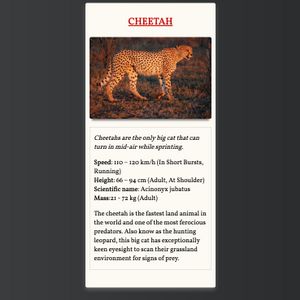 CHEETAH
Cheetahs are the only big cat that can
turn in mid-air while sprinting.
Speed: 110 – 120 km/h (In Short Bursts,
Running)
Height: 66 – 94 cm (Adult, At Shoulder)
Scientific name: Acinonyx jubatus
Mass:21 - 72 kg (Adult)
The cheetah is the fastest land animal in
the world and one of the most ferocious
predators. Also know as the hunting
leopard, this big cat has exceptionally
keen eyesight to scan their grassland
environment for signs of prey.